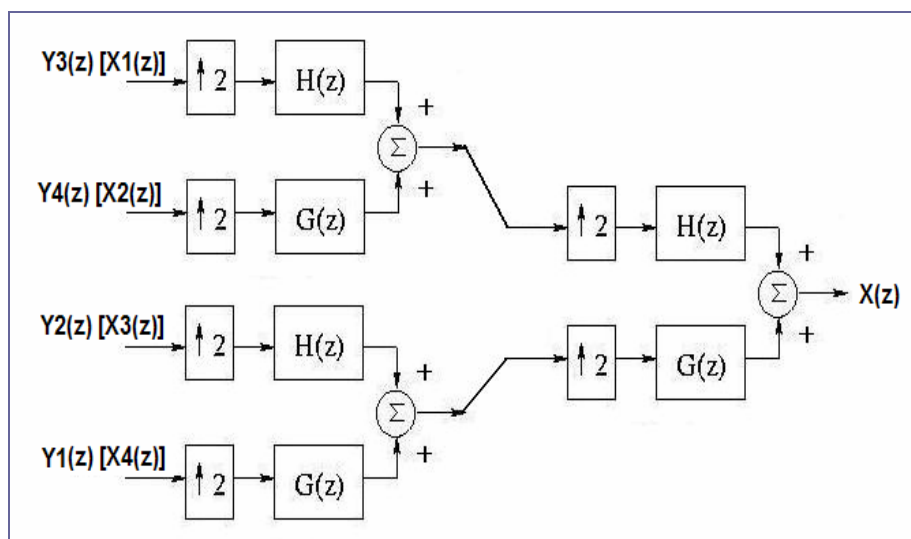 Y3(z) [X1(z)]
↑ 2
H(z)
+
Σ
+
Y4(z) [X2(z)]
↑ 2
G(z)
↑ 2
H(z)
+
Σ
X(z)
+
Y2(z) [X3(z)]
↑ 2
H(z)
↑ 2
G(z)
+
Σ
+
Y1(z) [X4(z)]
↑ 2
G(z)